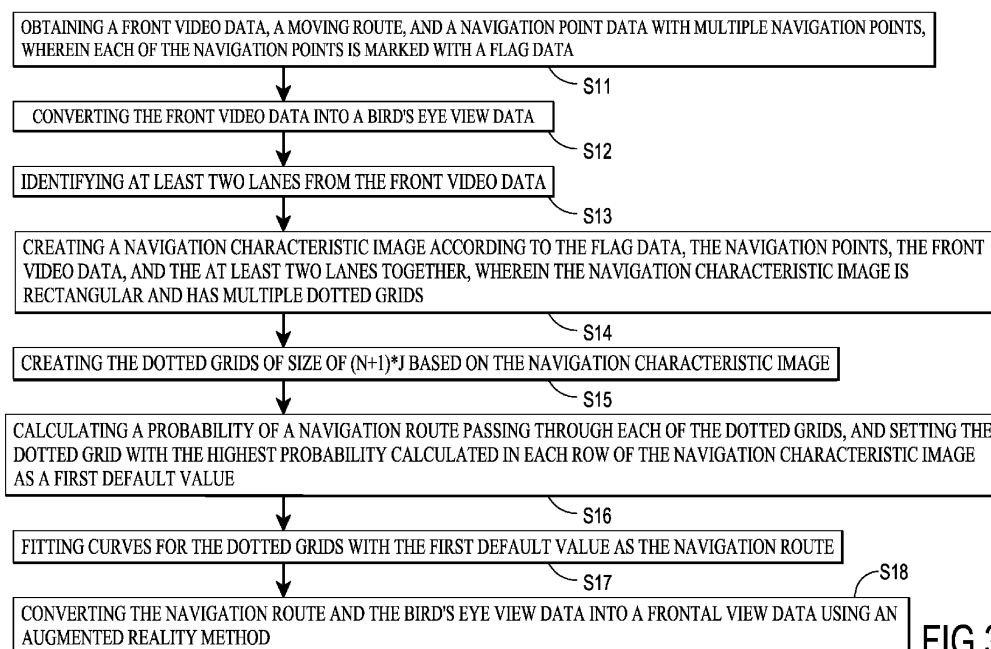 OBTAINING A FRONT VIDEO DATA, A MOVING ROUTE, AND A NAVIGATION POINT DATA WITH MULTIPLE NAVIGATION POINTS,
WHEREIN EACH OF THE NAVIGATION POINTS IS MARKED WITH A FLAG DATA
S11
CONVERTING THE FRONT VIDEO DATA INTO A BIRD'S EYE VIEW DATA
S12
IDENTIFYING AT LEAST TWO LANES FROM THE FRONT VIDEO DATA
S13
CREATING A NAVIGATION CHARACTERISTIC IMAGE ACCORDING TO THE FLAG DATA, THE NAVIGATION POINTS, THE FRONT
VIDEO DATA, AND THE AT LEAST TWO LANES TOGETHER, WHEREIN THE NAVIGATION CHARACTERISTIC IMAGE IS
RECTANGULAR AND HAS MULTIPLE DOTTED GRIDS
S14
CREATING THE DOTTED GRIDS OF SIZE OF (N+1)*J BASED ON THE NAVIGATION CHARACTERISTIC IMAGE
S15
CALCULATING A PROBABILITY OF A NAVIGATION ROUTE PASSING THROUGH EACH OF THE DOTTED GRIDS, AND SETTING THE
DOTTED GRID WITH THE HIGHEST PROBABILITY CALCULATED IN EACH ROW OF THE NAVIGATION CHARACTERISTIC IMAGE
AS A FIRST DEFAULT VALUE
S16
FITTING CURVES FOR THE DOTTED GRIDS WITH THE FIRST DEFAULT VALUE AS THE NAVIGATION ROUTE
S17
S18
CONVERTING THE NAVIGATION ROUTE AND THE BIRD'S EYE VIEW DATA INTO A FRONTAL VIEW DATA USING AN
AUGMENTED REALITY METHOD
FIG.3